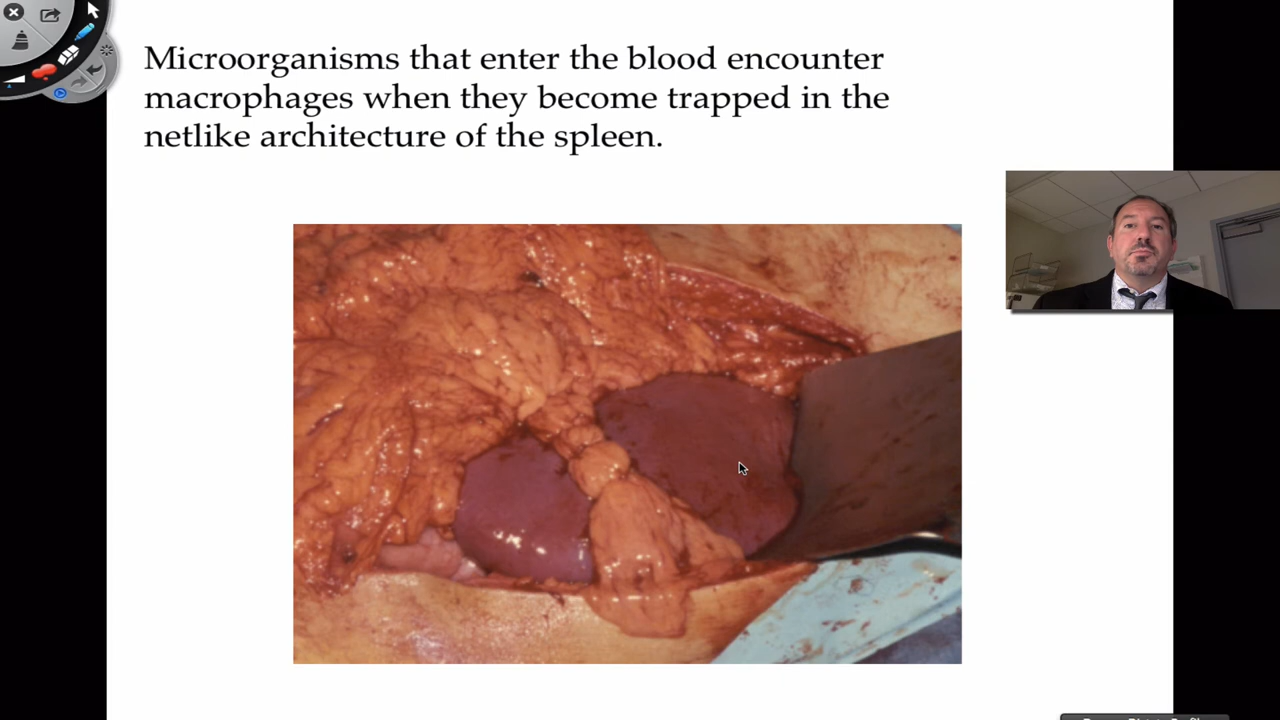 Microorganisms that enter the blood encounter
macrophages when they become trapped in the
netlike architecture of the spleen.